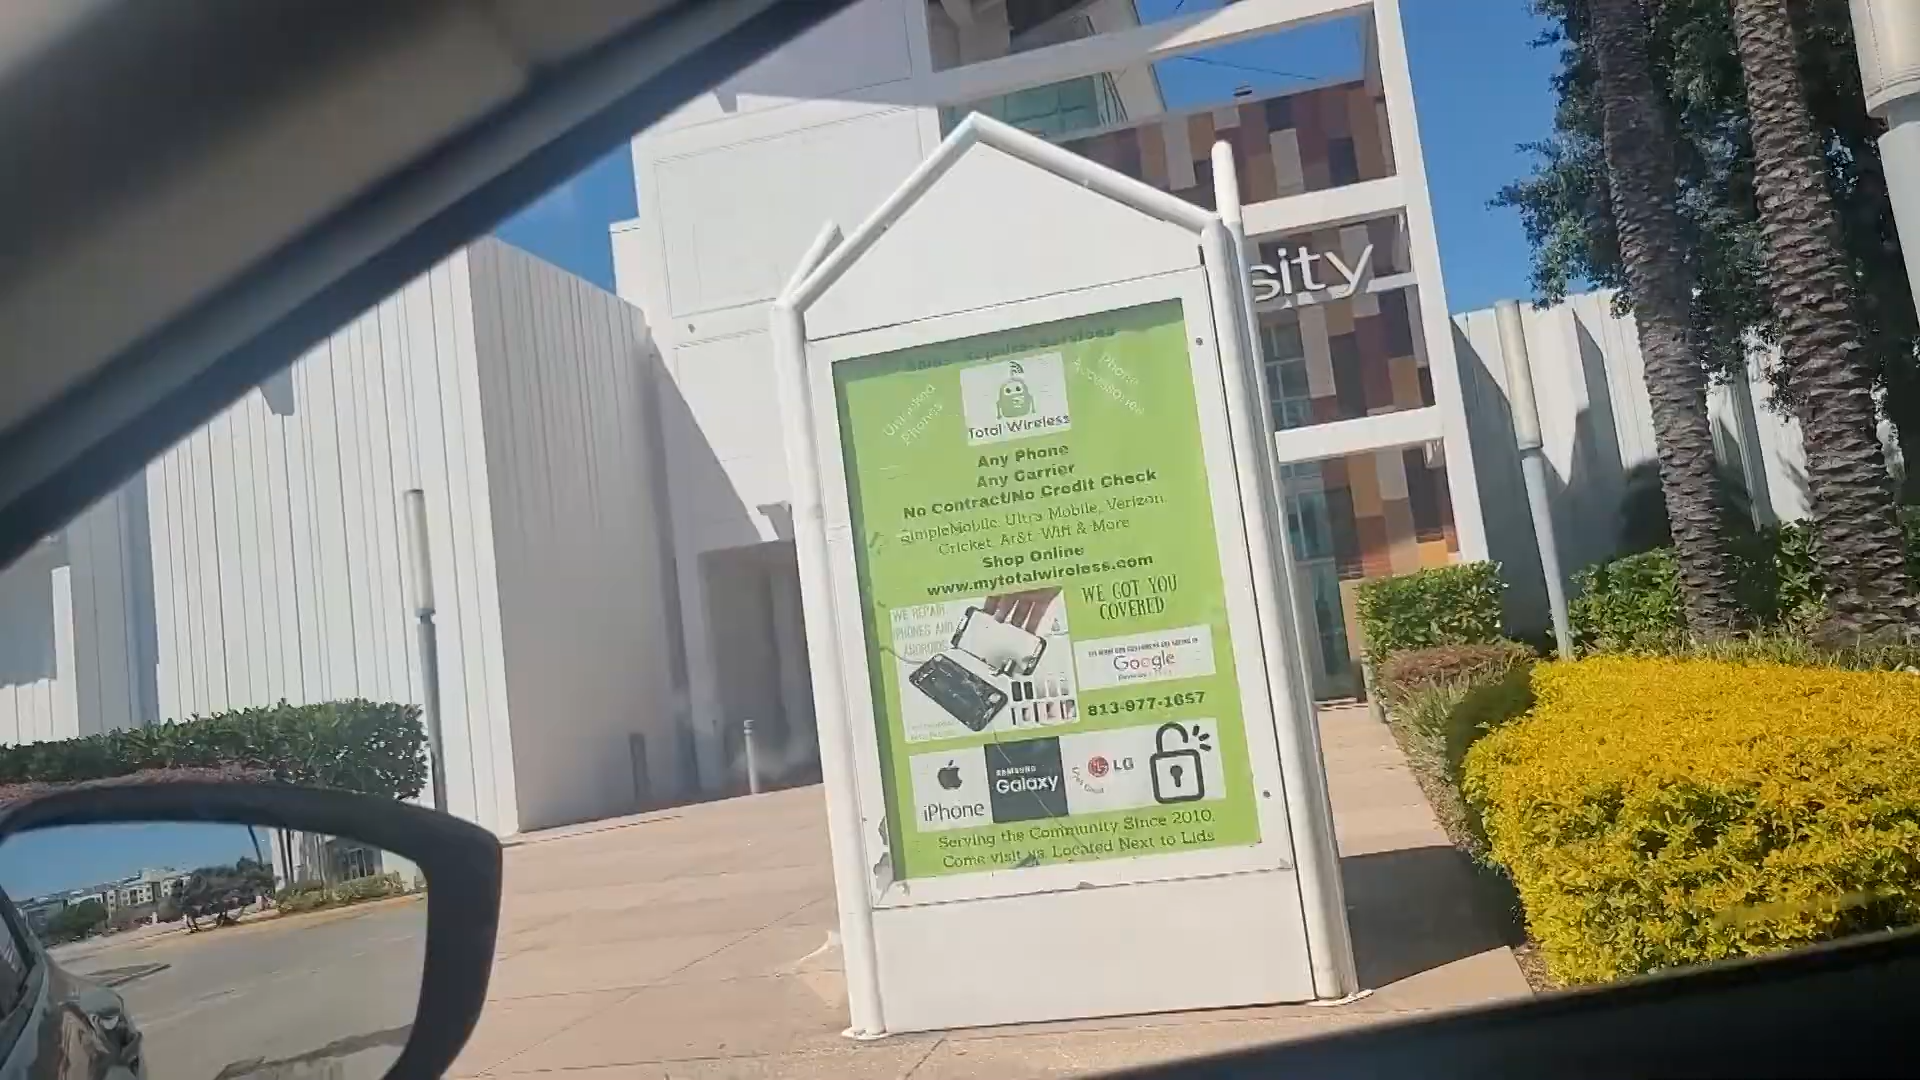 sity
Services
Unlocked
Phones
Phone
Accessories
Total Wireless
Any Phone
Any Carrier
No Contract/No Credit Check
SimpleMobile, Ultra Mobile, Verizon,
Cricket, At&t, Wifi & More
Shop Online
www.mytotalwireless.com
WE REPAIR
IPHONES AND
ANDROIDS
WE GOT YOU
COVERED
Google
813-977-1657
iPhone
SAMSUNG
Galaxy
LG
Serving the Community Since 2010.
Come visit us Located Next to Lids